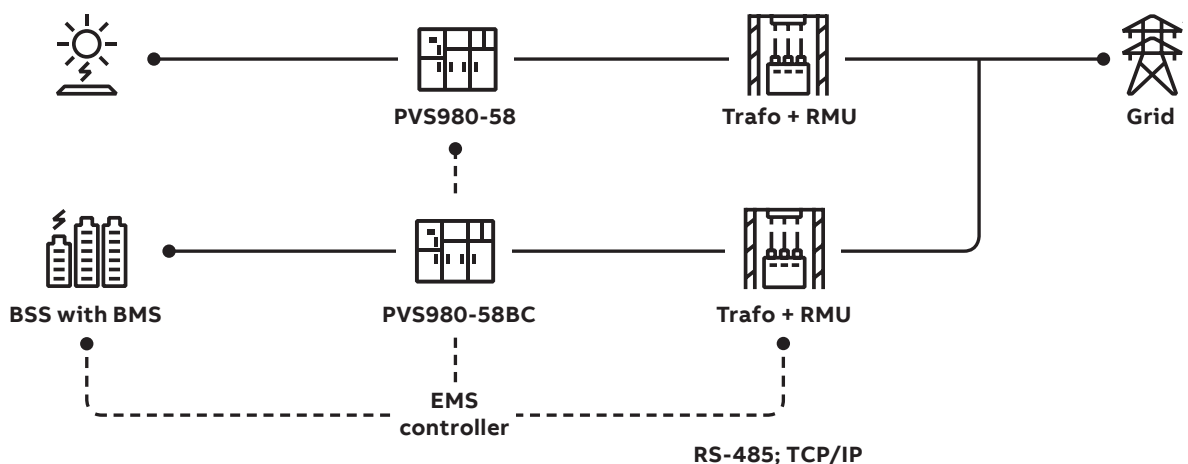 PVS980-58
Trafo + RMU
Grid
BSS with BMS
PVS980-58BC
Trafo + RMU
EMS
controller
RS-485; TCP/IP